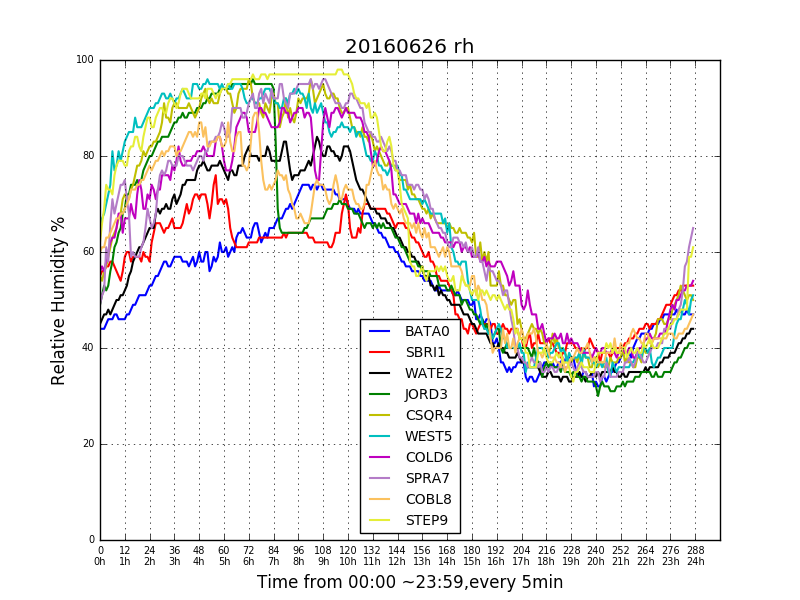 20160626 rh
Relative Humidity %
100
80
60
40
20
0
0 12 24 36 48 60 72 84 96 108 120 132 144 156 168 180 192 204 216 228 240 252 264 276 288
0h 1h 2h 3h 4h 5h 6h 7h 8h 9h 10h 11h 12h 13h 14h 15h 16h 17h 18h 19h 20h 21h 22h 23h 24h
Time from 00:00 ~23:59,every 5min
BATA0
SBRI1
WATE2
JORD3
CSQR4
WEST5
COLD6
SPRA7
COBL8
STEP9